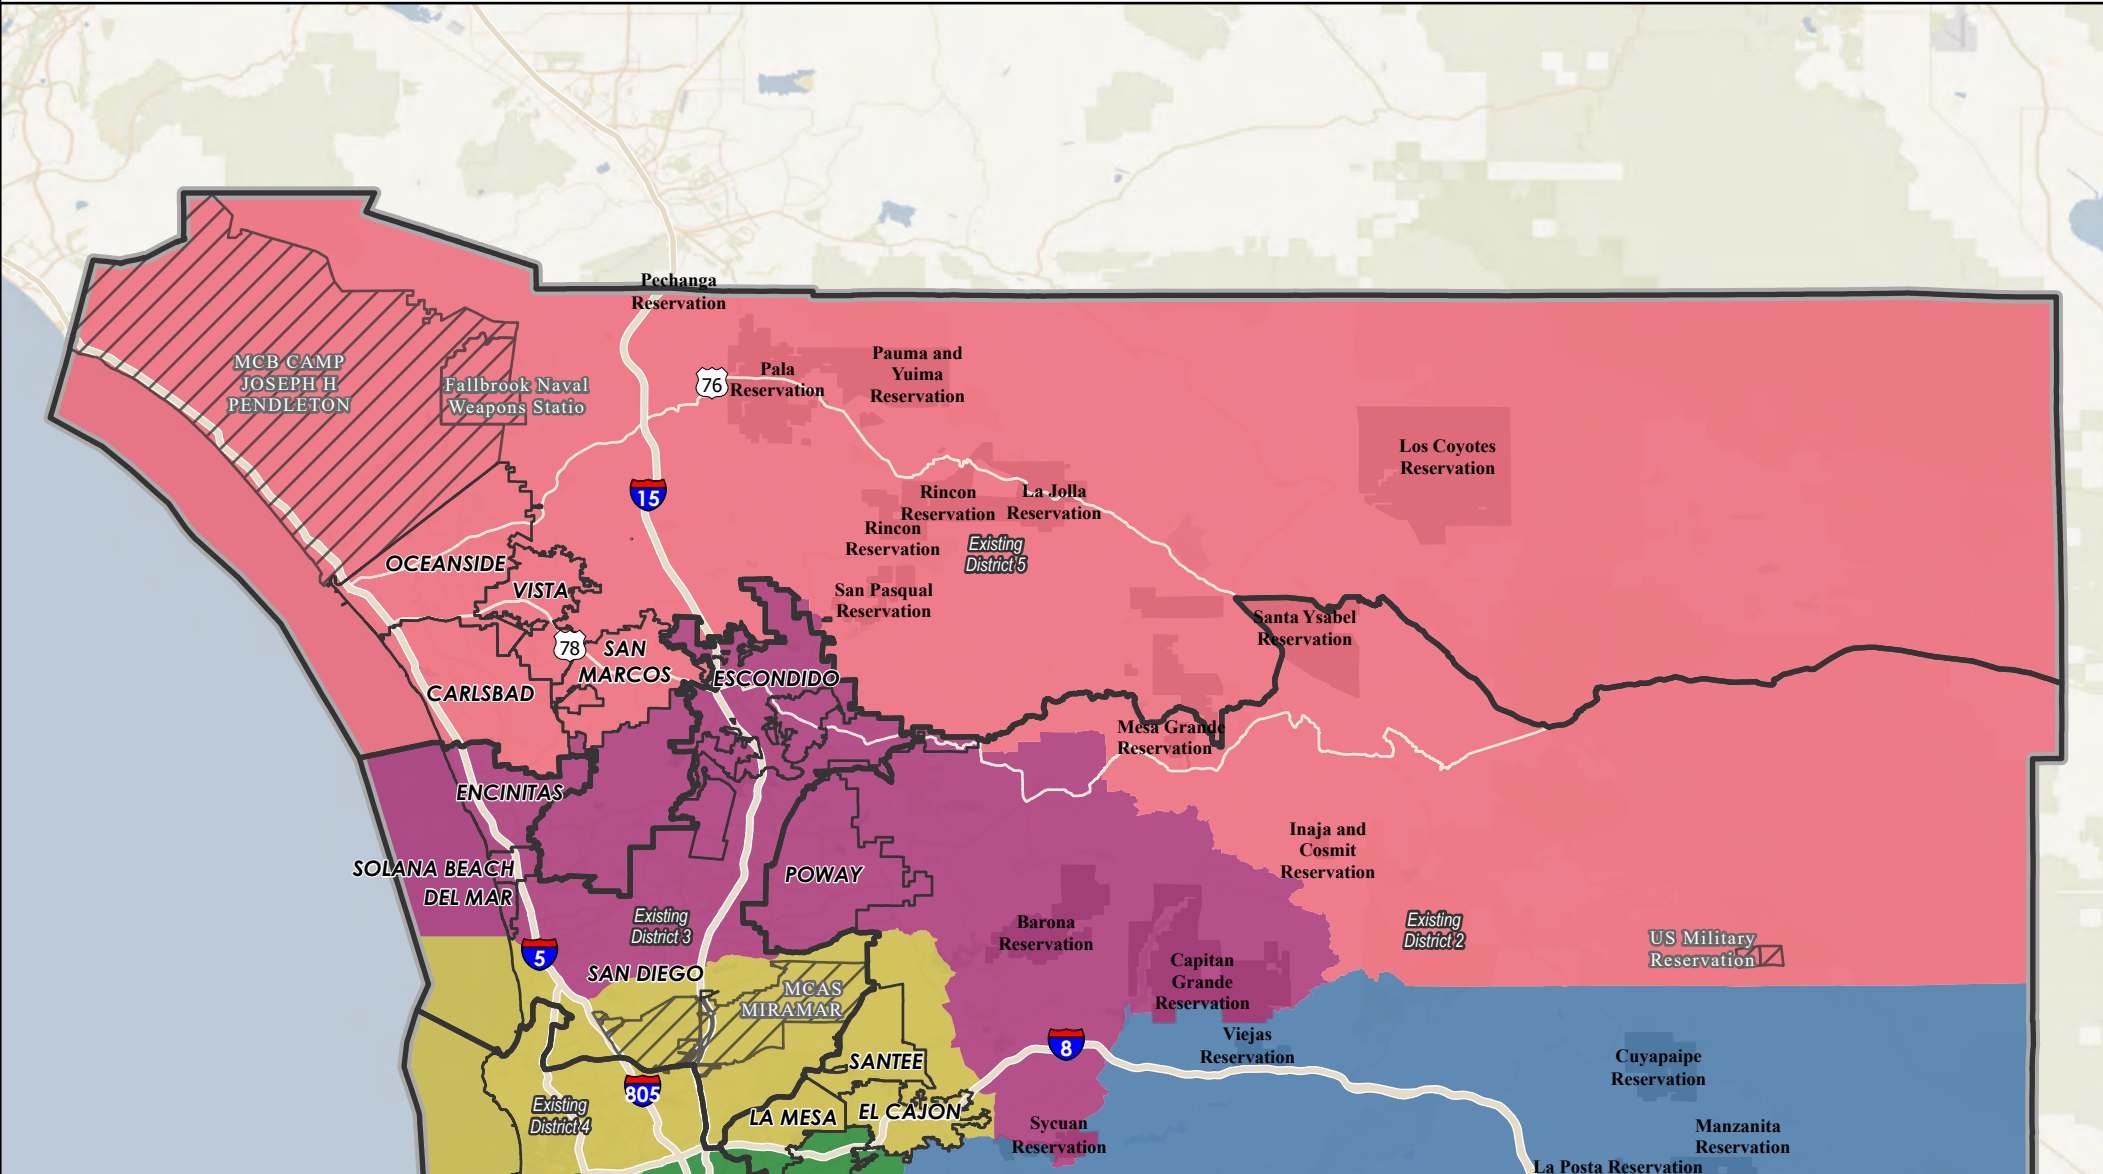 Pechanga
Reservation
MCB CAMP
JOSEPH H
PENDLETON
Fallbrook Naval
Weapons Statio
76
Pala
Reservation
Pauma and
Yuima
Reservation
Los Coyotes
Reservation
15
Rincon
Reservation
La Jolla
Reservation
Rincon
Reservation
Existing
District 5
OCEANSIDE
VISTA
San Pasqual
Reservation
Santa Ysabel
Reservation
78
SAN
MARCOS
ESCONDIDO
CARLSBAD
Mesa Grande
Reservation
ENCINITAS
Inaja and
Cosmit
Reservation
SOLANA BEACH
DEL MAR
POWAY
Existing
District 3
Barona
Reservation
Existing
District 2
US Military
Reservation
5
SAN DIEGO
Capitan
Grande
Reservation
MCAS
MIRAMAR
Viejas
Reservation
8
SANTEE
Cuyapaipe
Reservation
805
Existing
District 4
LA MESA
EL CAJON
Sycuan
Reservation
Manzanita
Reservation
La Posta Reservation